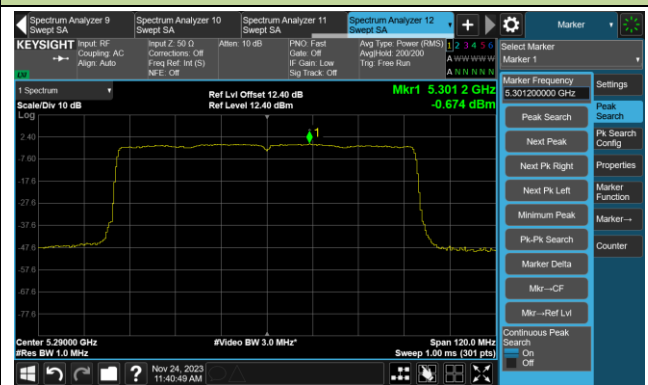 Spectrum Analyzer 9
Swept SA
Spectrum Analyzer 10
Swept SA
Spectrum Analyzer 11
Swept SA
Spectrum Analyzer 12
Swept SA
Marker
KEYSIGHT
Input: RF
Coupling: AC
Align: Auto
Input Z: 50 Ω
Corrections: Off
Freq Ref: Int (S)
NFE: Off
Atten: 10 dB
PNO: Fast
Gate: Off
IF Gain: Low
Sig Track: Off
Avg Type: Power (RMS)
Avg|Hold: 200/200
Trig: Free Run
1 2 3 4 5 6
A W W W W W
A N N N N N
Select Marker
Marker 1
Marker Frequency
5.301200000 GHz
Settings
Peak Search
Peak
Search
Next Peak
Pk Search
Config
Next Pk Right
Properties
Next Pk Left
Marker
Function
Minimum Peak
Marker→
Pk-Pk Search
Counter
Marker Delta
Mkr→CF
Mkr→Ref Lvl
Continuous Peak
Search
On
Off
1 Spectrum
Scale/Div 10 dB
Log
Ref Lvl Offset 12.40 dB
Ref Level 12.40 dBm
Mkr1 5.301 2 GHz
-0.674 dBm
1
2.40
-7.60
-17.6
-27.6
-37.6
-47.6
-57.6
-67.6
-77.6
Center 5.29000 GHz
#Res BW 1.0 MHz
#Video BW 3.0 MHz*
Span 120.0 MHz
Sweep 1.00 ms (301 pts)
Nov 24, 2023
11:40:49 AM